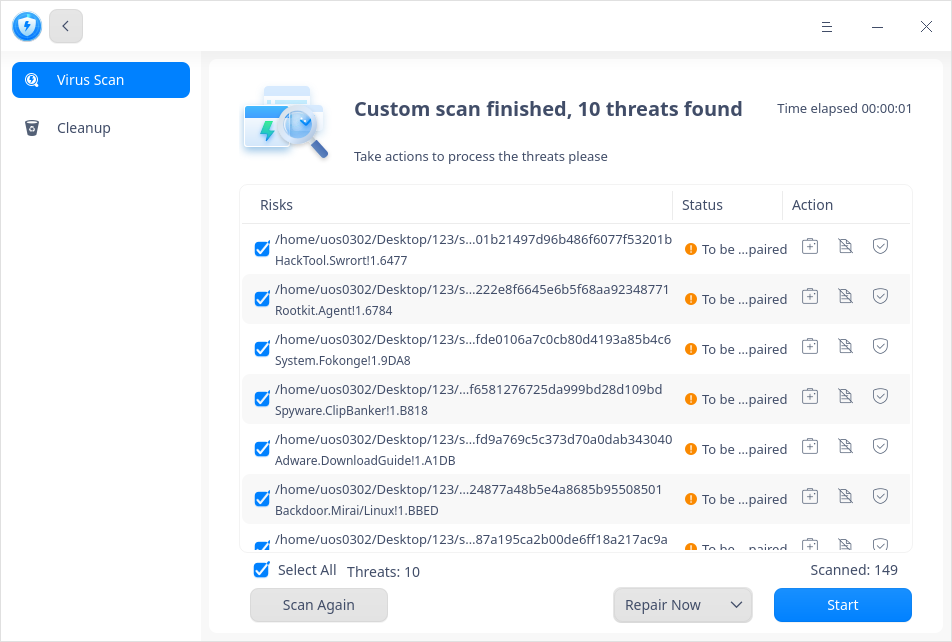 Virus Scan
Cleanup
Custom scan finished, 10 threats found
Time elapsed 00:00:01
Take actions to process the threats please
Risks Status Action
/home/uos0302/Desktop/123/s...01b21497d96b486f6077f53201b
HackTool.Swrort!1.6477
To be ...paired
/home/uos0302/Desktop/123/s...222e8f6645e6b5f68aa92348771
Rootkit.Agent!1.6784
To be ...paired
/home/uos0302/Desktop/123/s...fde0106a7c0cb80d4193a85b4c6
System.Fokonge!1.9DA8
To be ...paired
/home/uos0302/Desktop/123/...f6581276725da999bd28d109bd
Spyware.ClipBanker!1.B818
To be ...paired
/home/uos0302/Desktop/123/s...fd9a769c5c373d70a0dab343040
Adware.DownloadGuide!1.A1DB
To be ...paired
/home/uos0302/Desktop/123/...24877a48b5e4a8685b95508501
Backdoor.Mirai/Linux!1.BBED
To be ...paired
/home/uos0302/Desktop/123/s...87a195ca2b00de6ff18a217ac9a
To be ...paired
Select All Threats: 10
Scanned: 149
Scan Again
Repair Now
Start